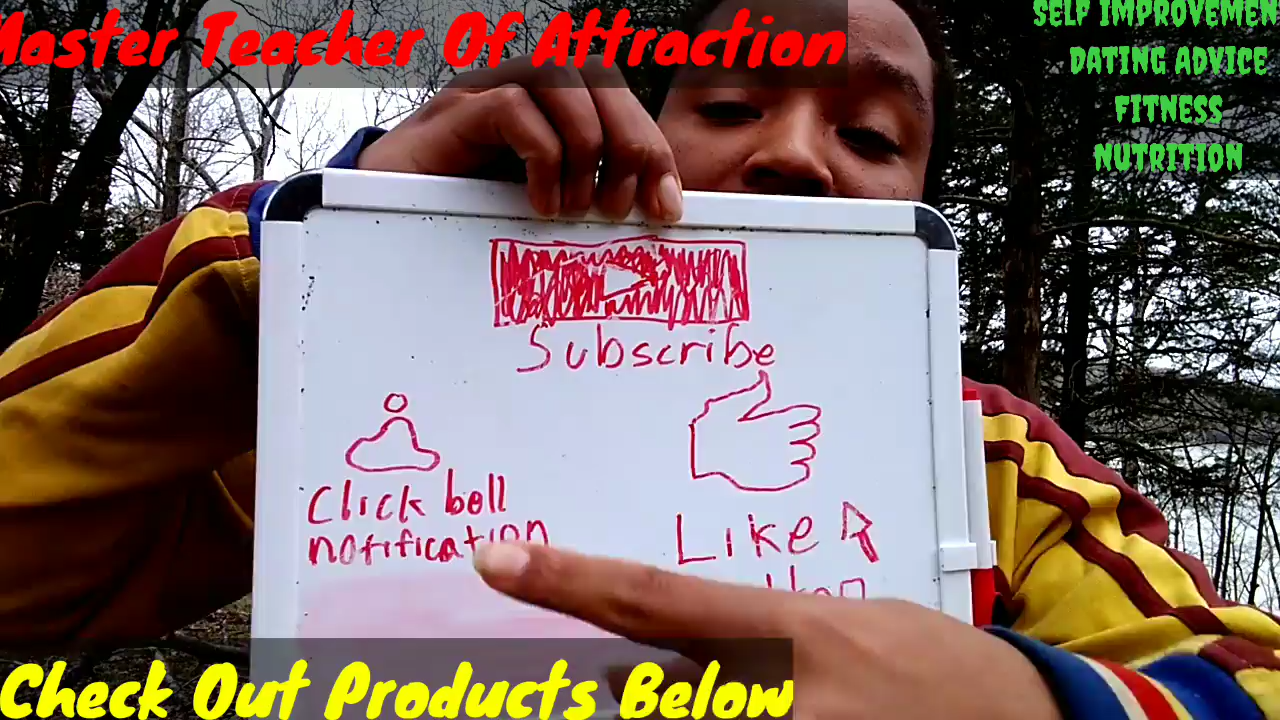 Master Teacher Of Attraction
SELF IMPROVEMEN
DATING ADVICE
FITNESS
NUTRITION
Subscribe
Click bell
notification
Like
Check Out Products Below